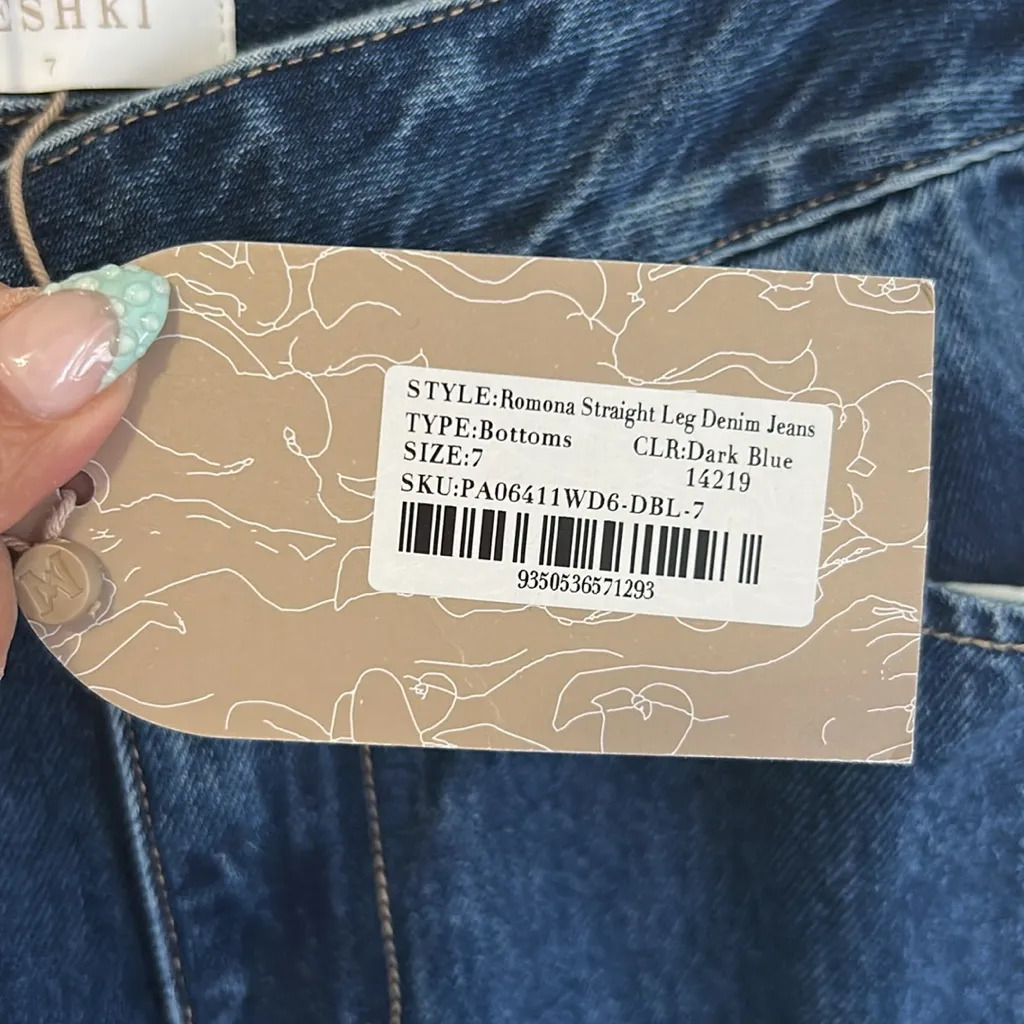 ESHKI
7
STYLE:Romona Straight Leg Denim Jeans
TYPE:Bottoms CLR:Dark Blue
SIZE:7 14219
SKU:PA06411WD6-DBL-7
9350536571293
M